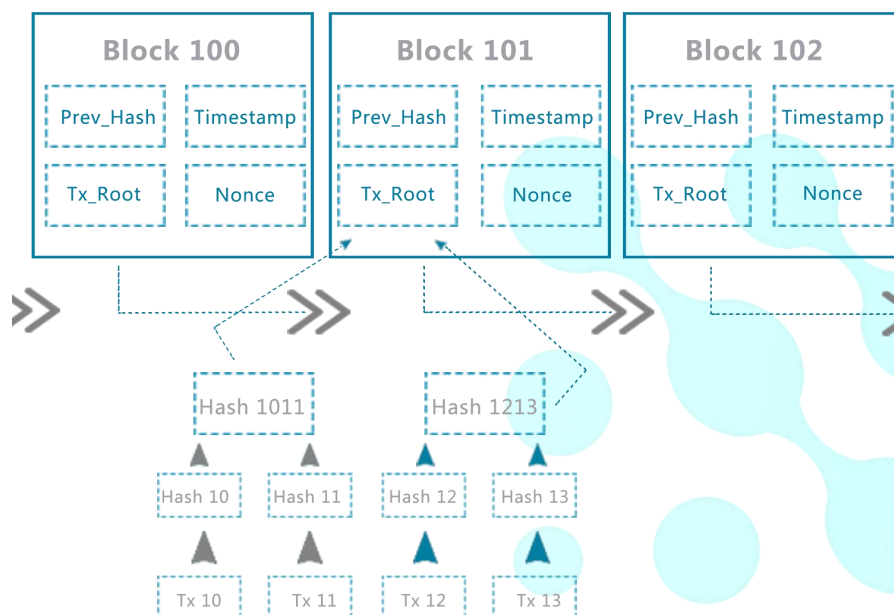 Block 100
Block 101
Block 102
Prev_Hash
Timestamp
Prev_Hash
Timestamp
Prev_Hash
Timestamp
Tx_Root
Nonce
Tx_Root
Nonce
Tx_Root
Nonce
Hash 1011
Hash 1213
Hash 10
Hash 11
Hash 12
Hash 13
Tx 10
Tx 11
Tx 12
Tx 13